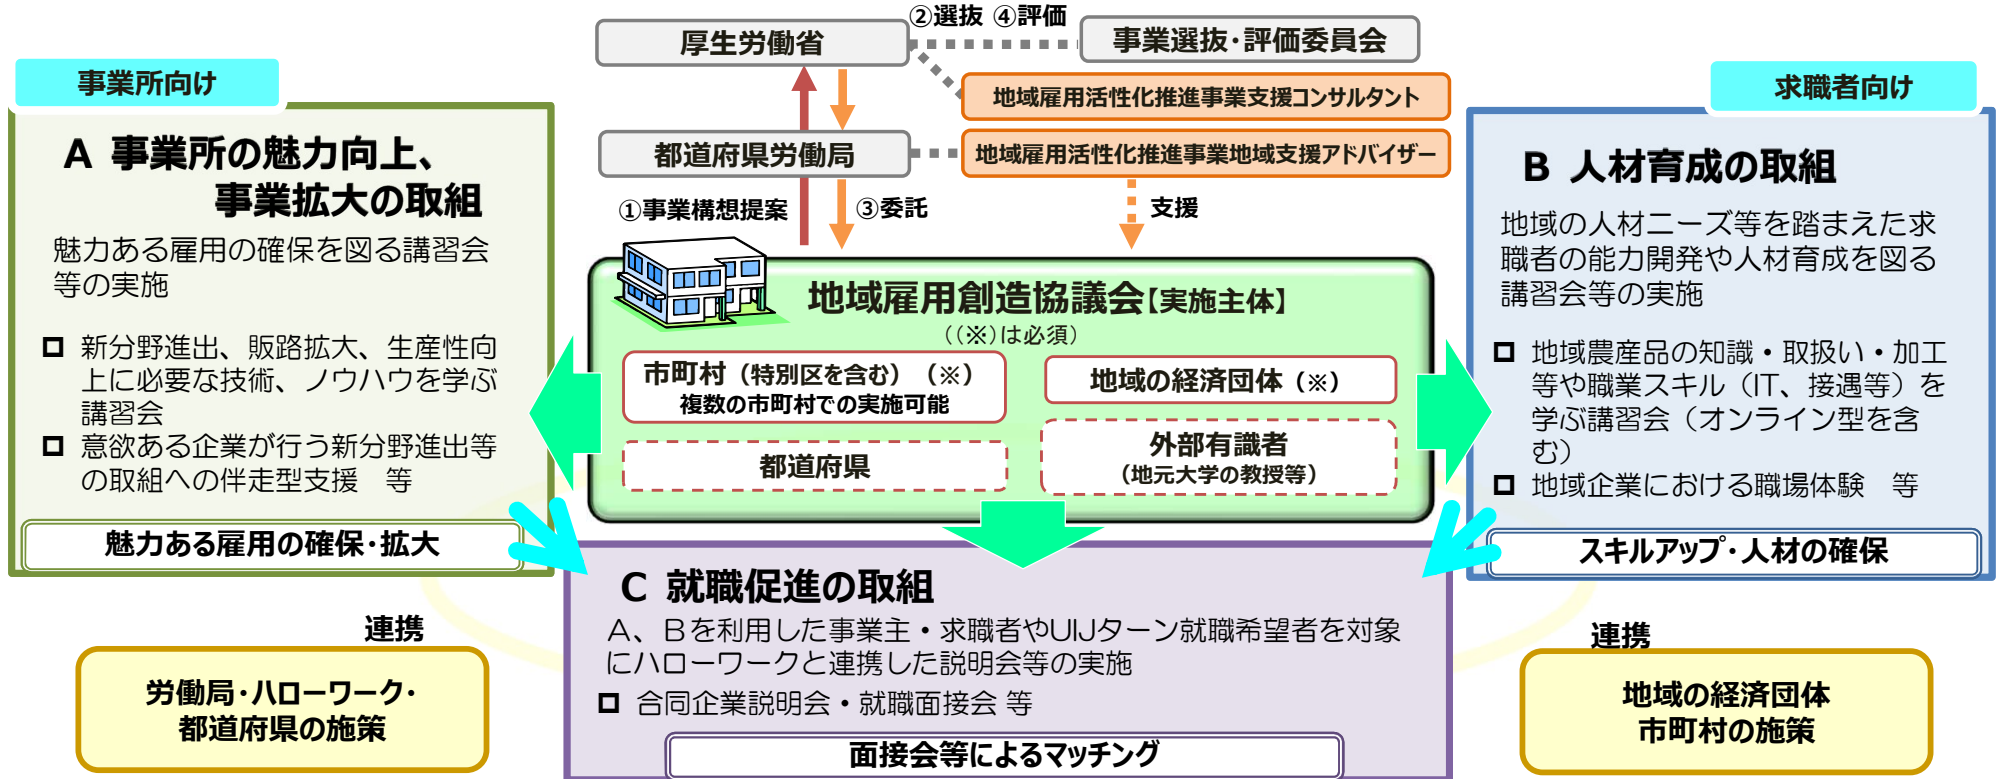 ②選抜 ④評価
厚生労働省
事業選抜・評価委員会
地域雇用活性化推進事業支援コンサルタント
都道府県労働局
地域雇用活性化推進事業地域支援アドバイザー
①事業構想提案
③委託
支援
事業所向け
A 事業所の魅力向上、
事業拡大の取組
魅力ある雇用の確保を図る講習会
等の実施
新分野進出、販路拡大、生産性向
上に必要な技術、ノウハウを学ぶ
講習会
意欲ある企業が行う新分野進出等
の取組への伴走型支援 等
魅力ある雇用の確保・拡大
地域雇用創造協議会【実施主体】
((※)は必須)
市町村(特別区を含む)(※)
複数の市町村での実施可能
地域の経済団体(※)
都道府県
外部有識者
(地元大学の教授等)
求職者向け
B 人材育成の取組
地域の人材ニーズ等を踏まえた求
職者の能力開発や人材育成を図る
講習会等の実施
地域農産品の知識・取扱い・加工
等や職業スキル(IT、接遇等)を
学ぶ講習会(オンライン型を含
む)
地域企業における職場体験 等
スキルアップ・人材の確保
C 就職促進の取組
A、Bを利用した事業主・求職者やUIJターン就職希望者を対象
にハローワークと連携した説明会等の実施
合同企業説明会・就職面接会 等
面接会等によるマッチング
連携
労働局・ハローワーク・
都道府県の施策
連携
地域の経済団体
市町村の施策